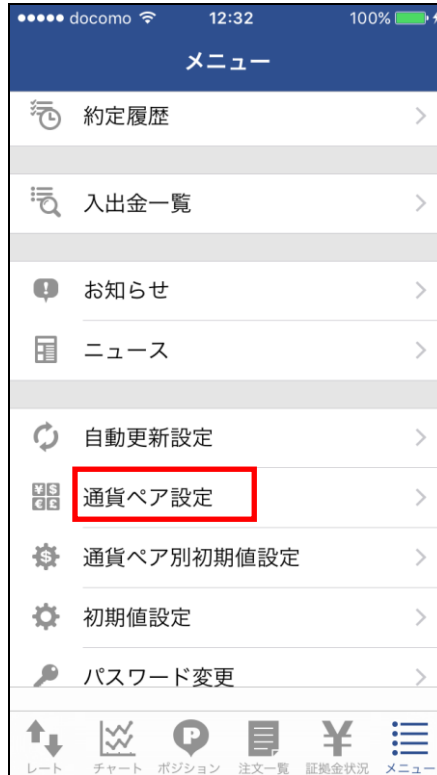 docomo 12:32 100%
メニュー
約定履歴
入出金一覧
お知らせ
ニュース
自動更新設定
¥ $ € £
通貨ペア設定
通貨ペア別初期値設定
初期値設定
パスワード変更
レート チャート ポジション 注文一覧 証拠金状況 メニュー